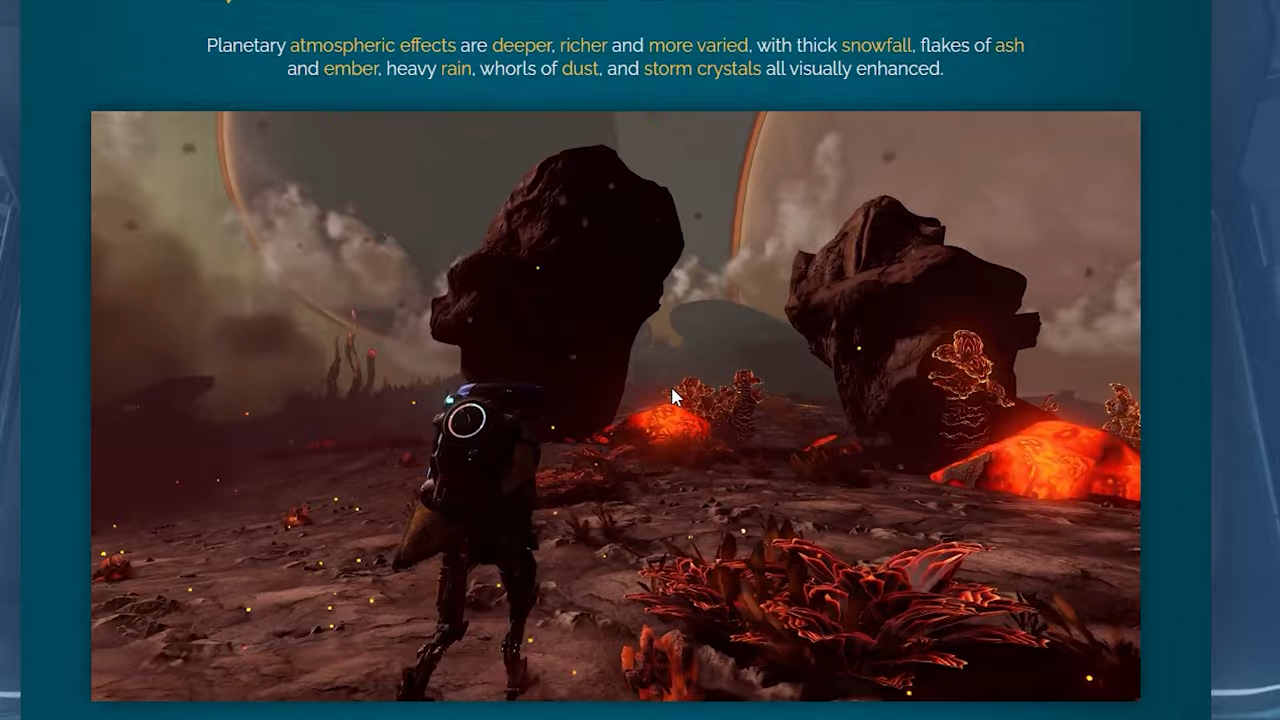 Planetary atmospheric effects are deeper, richer and more varied, with thick snowfall, flakes of ash
and ember, heavy rain, whorls of dust, and storm crystals all visually enhanced.